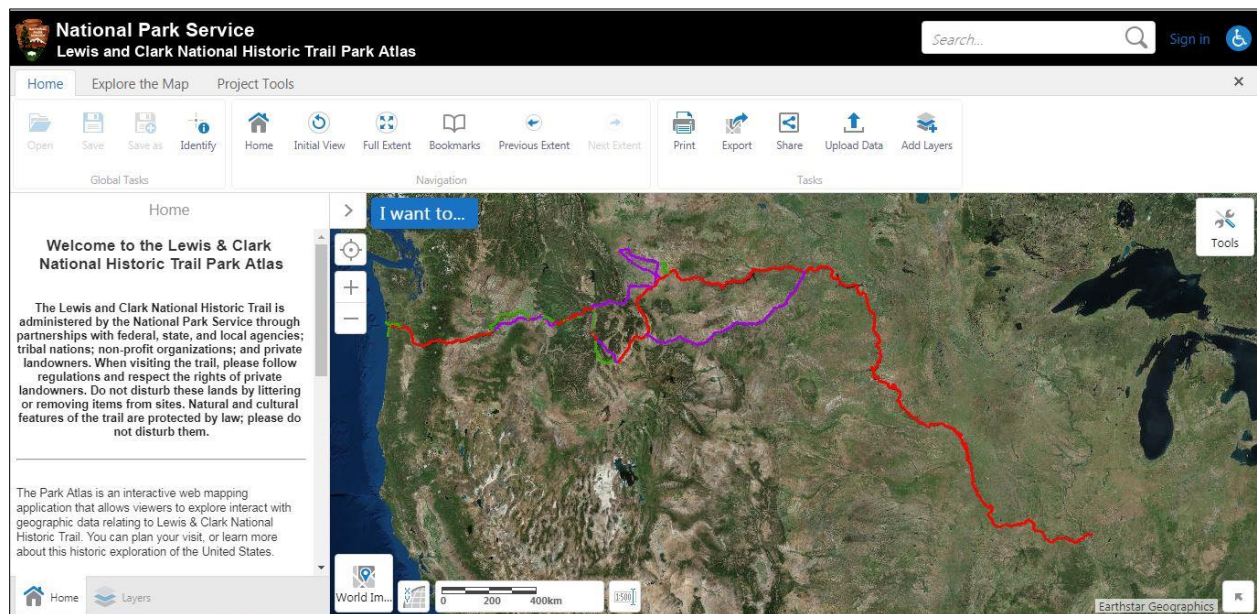 National Park Service
Lewis and Clark National Historic Trail Park Atlas
Search...
Sign in
Home
Explore the Map
Project Tools
Open
Save
Save as
Identify
Home
Initial View
Full Extent
Bookmarks
Previous Extent
Next Extent
Print
Export
Share
Upload Data
Add Layers
Global Tasks
Navigation
Tasks
Home
I want to...
Tools
Welcome to the Lewis & Clark
National Historic Trail Park Atlas
The Lewis and Clark National Historic Trail is
administered by the National Park Service through
partnerships with federal, state, and local agencies;
tribal nations; non-profit organizations; and private
landowners. When visiting the trail, please follow
regulations and respect the rights of private
landowners. Do not disturb these lands by littering
or removing items from sites. Natural and cultural
features of the trail are protected by law; please do
not disturb them.
The Park Atlas is an interactive web mapping
application that allows viewers to explore interact with
geographic data relating to Lewis & Clark National
Historic Trail. You can plan your visit, or learn more
about this historic exploration of the United States.
Home
Layers
World Im...
X
Y
0 200 400km
1:500
Earthstar Geographics